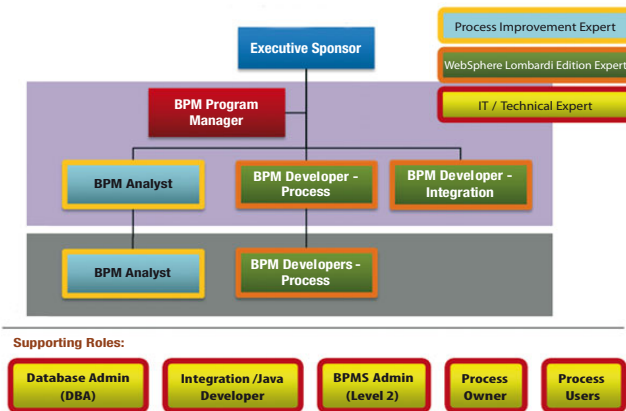 Process Improvement Expert
Executive Sponsor
WebSphere Lombardi Edition Expert
IT / Technical Expert
BPM Program
Manager
BPM Analyst
BPM Developer -
Process
BPM Developer -
Integration
BPM Analyst
BPM Developers -
Process
Supporting Roles:
Database Admin
(DBA)
Integration /Java
Developer
BPMS Admin
(Level 2)
Process
Owner
Process
Users